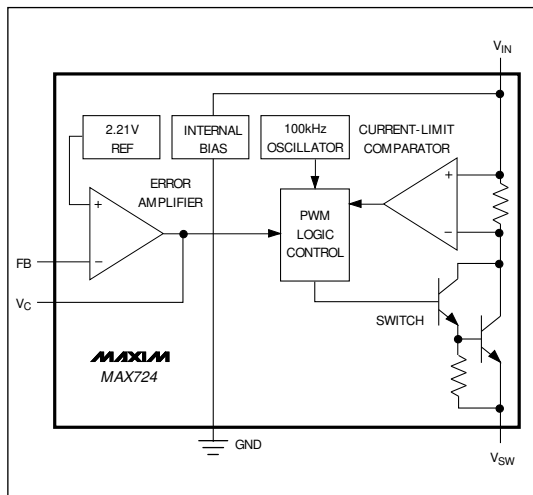 V_IN
2.21V
REF
INTERNAL
BIAS
100kHz
OSCILLATOR
CURRENT-LIMIT
COMPARATOR
ERROR
AMPLIFIER
+
−
+
−
PWM
LOGIC
CONTROL
FB
V_C
SWITCH
MAXIM
MAX724
GND
V_SW